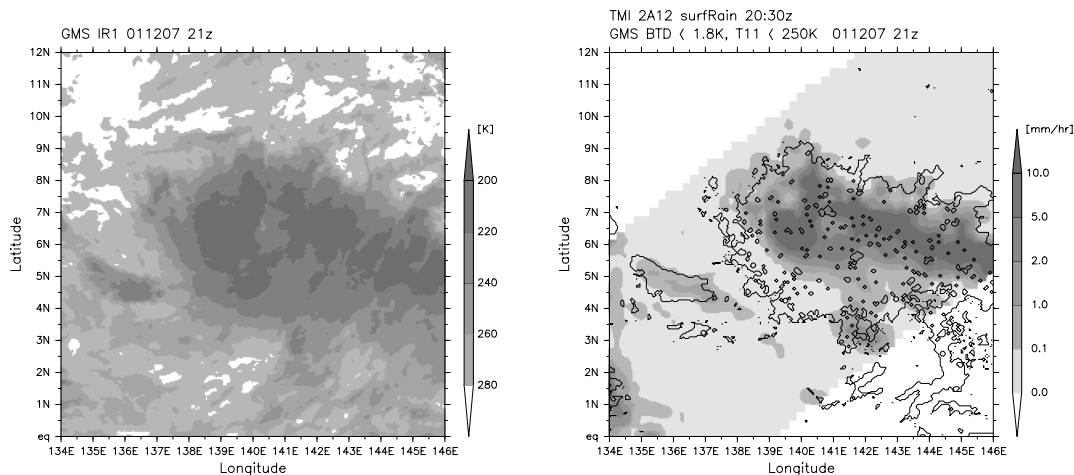 GMS IR1 011207 21z
12N
11N
10N
9N
8N
7N
6N
5N
4N
3N
2N
1N
eq
Latitude
134E 135E 136E 137E 138E 139E 140E 141E 142E 143E 144E 145E 146E
Longitude
[K]
200
220
240
260
280
TMI 2A12 surfRain 20:30z
GMS BTD < 1.8K, T11 < 250K 011207 21z
12N
11N
10N
9N
8N
7N
6N
5N
4N
3N
2N
1N
eq
Latitude
134E 135E 136E 137E 138E 139E 140E 141E 142E 143E 144E 145E 146E
Longitude
[mm/hr]
10.0
5.0
2.0
1.0
0.1
0.0